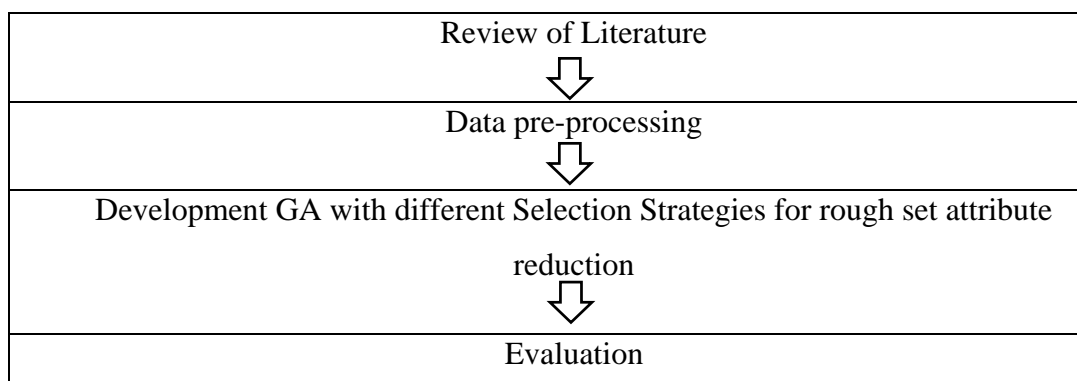 Review of Literature
Data pre-processing
Development GA with different Selection Strategies for rough set attribute
reduction
Evaluation